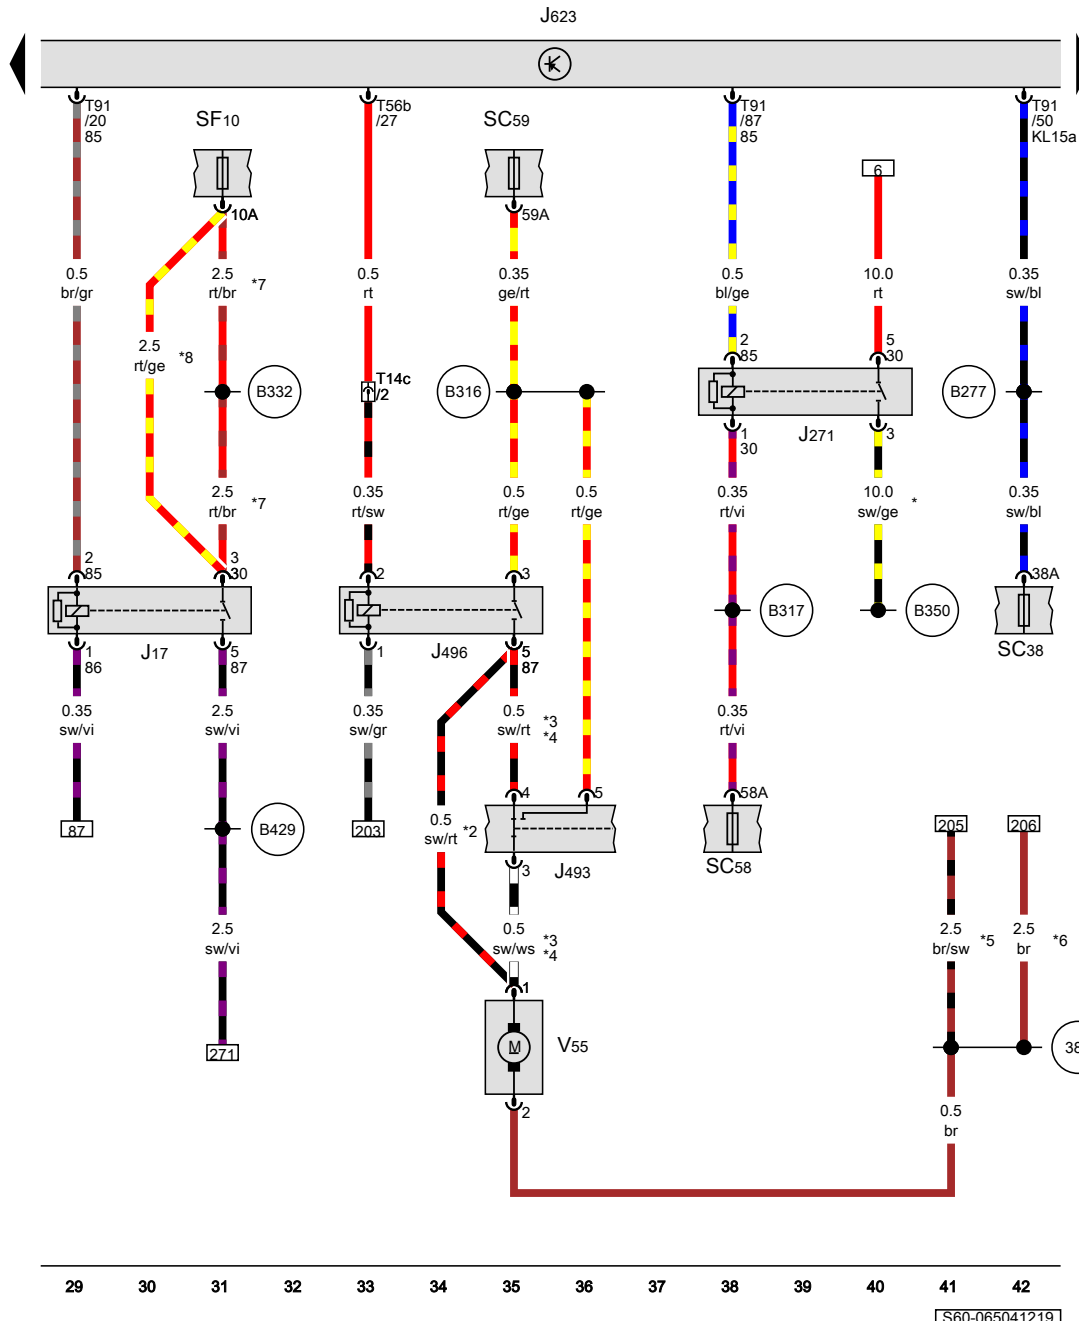 J623
T91
/20
85
T56b
/27
T91
/87
85
T91
/50
KL15a
SF10
SC59
6
10A
59A
0.5
br/gr
2.5
rt/br
*7
0.5
rt
0.35
ge/rt
0.5
bl/ge
10.0
rt
0.35
sw/bl
2.5
rt/ge
*8
2
85
5
30
T14c
/2
B332
B316
B277
J271
1
30
3
2.5
rt/br
*7
0.35
rt/sw
0.5
rt/ge
0.5
rt/ge
0.35
rt/vi
10.0
sw/ge
*
0.35
sw/bl
2
85
3
30
2
3
38A
B317
B350
SC38
J17
J496
1
86
5
87
1
5
87
0.35
sw/vi
2.5
sw/vi
0.35
sw/gr
0.5
sw/rt
*3
*4
0.35
rt/vi
4
5
58A
87
B429
203
0.5
sw/rt
*2
205
206
J493
SC58
3
2.5
sw/vi
0.5
sw/ws
*3
*4
2.5
br/sw
*5
2.5
br
*6
1
271
M
V55
38
2
0.5
br
29 30 31 32 33 34 35 36 37 38 39 40 41 42
S60-065041219